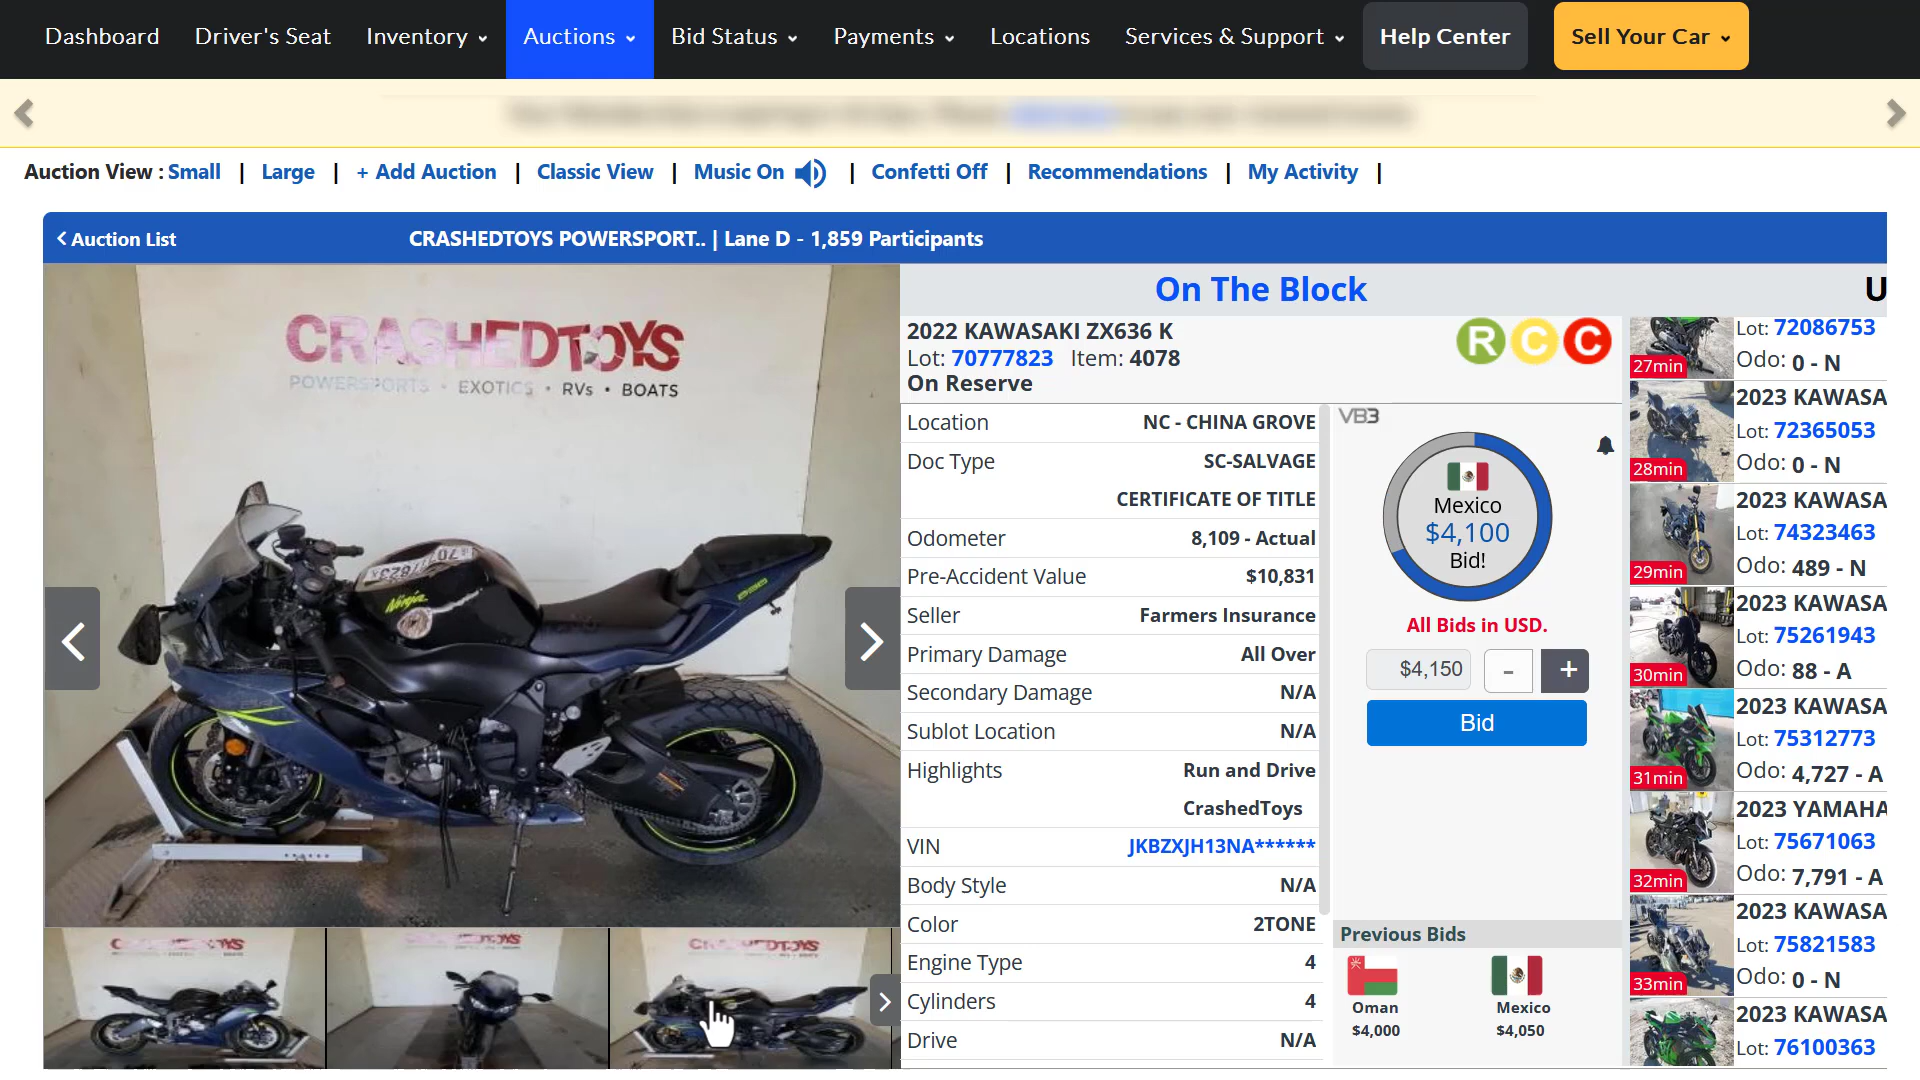 Dashboard
Driver's Seat
Inventory
Auctions
Bid Status
Payments
Locations
Services & Support
Help Center
Sell Your Car
Auction View : Small | Large | + Add Auction | Classic View | Music On | Confetti Off | Recommendations | My Activity |
Auction List
CRASHEDTOYS POWERSPORT.. | Lane D - 1,859 Participants
CRASHEDTOYS
POWERSPORTS • EXOTICS • RVs • BOATS
Ninja
On The Block
U
2022 KAWASAKI ZX636 K
Lot: 70777823 Item: 4078
On Reserve
R C C
Location NC - CHINA GROVE
Doc Type SC-SALVAGE
CERTIFICATE OF TITLE
Odometer 8,109 - Actual
Pre-Accident Value $10,831
Seller Farmers Insurance
Primary Damage All Over
Secondary Damage N/A
Sublot Location N/A
Highlights Run and Drive
CrashedToys
VIN JKBZXJH13NA******
Body Style N/A
Color 2TONE
Engine Type 4
Cylinders 4
Drive N/A
VB3
Mexico
$4,100
Bid!
All Bids in USD.
$4,150 - +
Bid
Previous Bids
Oman
$4,000
Mexico
$4,050
Lot: 72086753
Odo: 0 - N
27min
2023 KAWASA
Lot: 72365053
Odo: 0 - N
28min
2023 KAWASA
Lot: 74323463
Odo: 489 - N
29min
2023 KAWASA
Lot: 75261943
Odo: 88 - A
30min
2023 KAWASA
Lot: 75312773
Odo: 4,727 - A
31min
2023 YAMAHA
Lot: 75671063
Odo: 7,791 - A
32min
2023 KAWASA
Lot: 75821583
Odo: 0 - N
33min
2023 KAWASA
Lot: 76100363